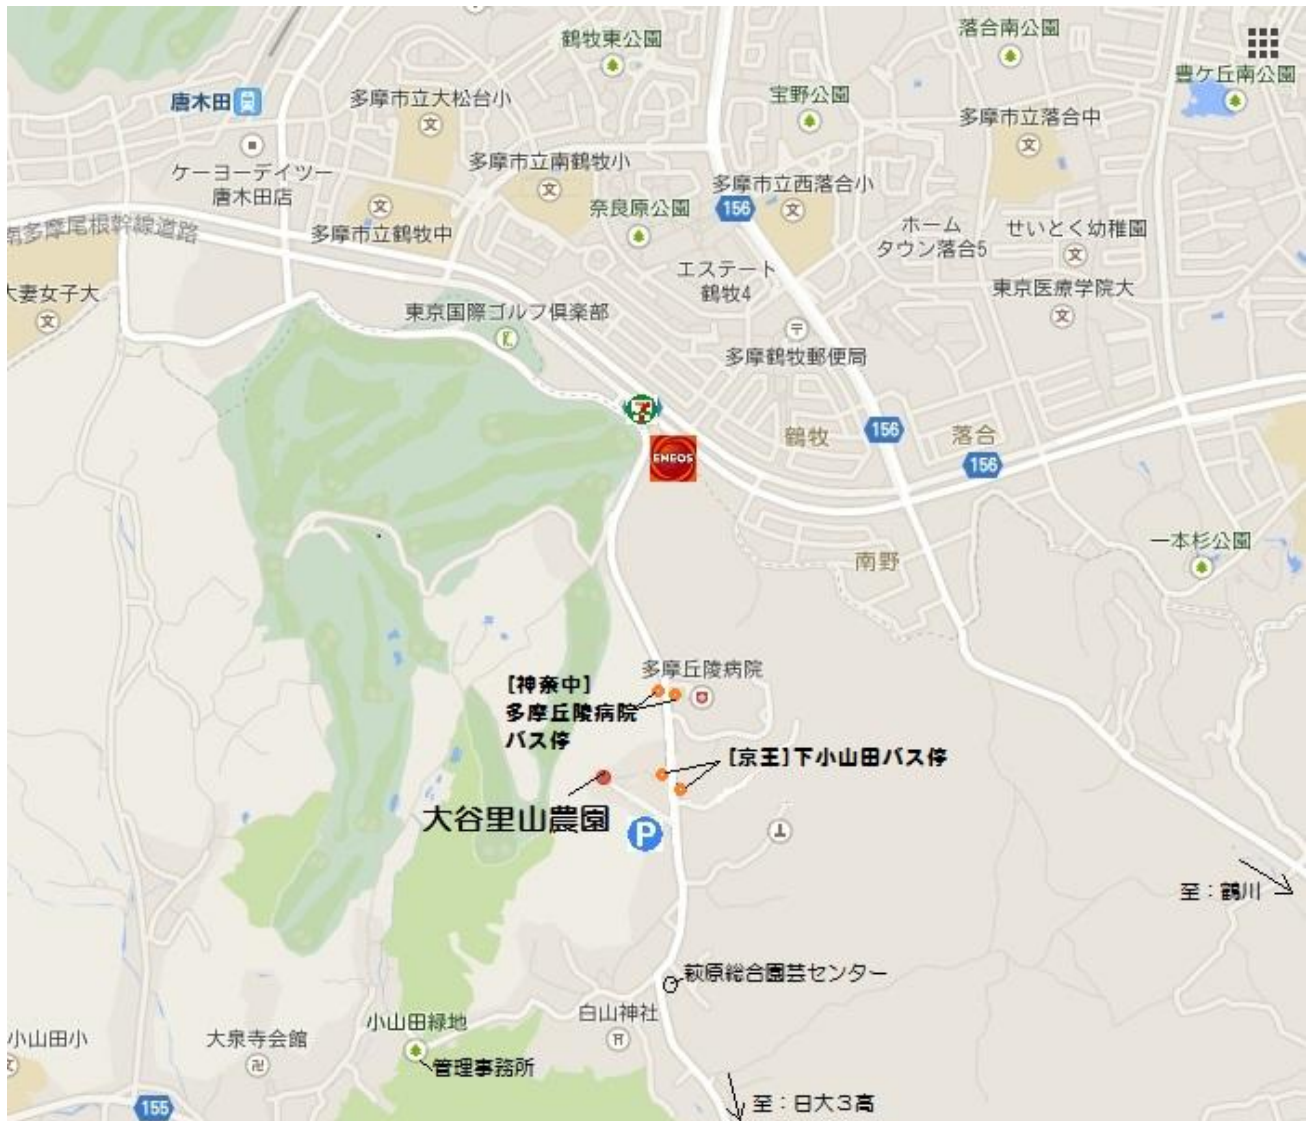 鶴牧東公園
落合南公園
豊ケ丘南公園
唐木田
多摩市立大松台小
宝野公園
多摩市立落合中
ケーヨーデイツー
唐木田店
多摩市立南鶴牧小
多摩市立西落合小
奈良原公園
156
多摩市立鶴牧中
南多摩尾根幹線道路
ホーム
タウン落合5
せいとく幼稚園
エステート
鶴牧4
大妻女子大
東京医療学院大
東京国際ゴルフ倶楽部
多摩鶴牧郵便局
鶴牧
156
落合
156
ENEOS
一本杉公園
南野
多摩丘陵病院
[神奈中]
多摩丘陵病院
バス停
[京王]下小山田バス停
大谷里山農園
P
至：鶴川
萩原総合園芸センター
白山神社
小山田緑地
小山田小
大泉寺会館
管理事務所
155
至：日大３高